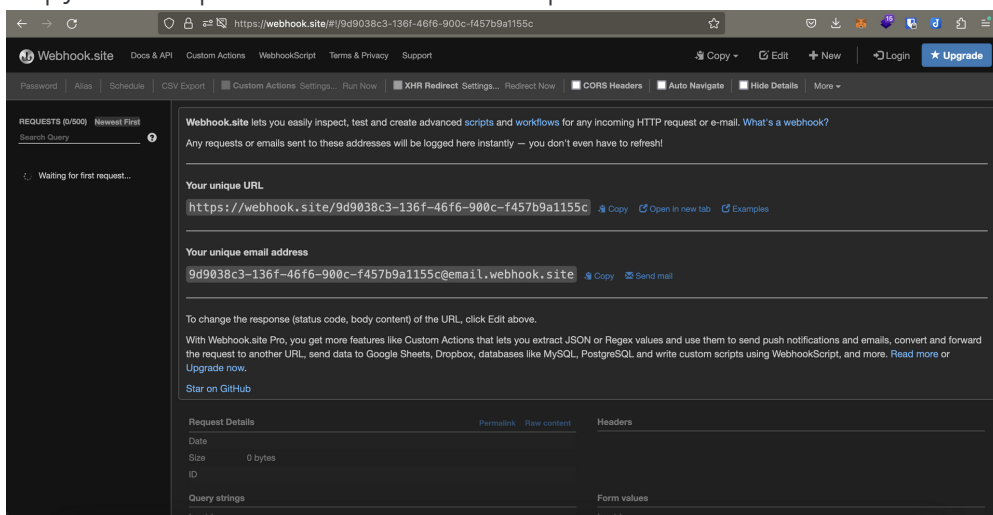 https://webhook.site/#!/9d9038c3-136f-46f6-900c-f457b9a1155c
15
Webhook.site Docs & API Custom Actions WebhookScript Terms & Privacy Support Copy Edit New Login Upgrade
Password Alias Schedule CSV Export Custom Actions Settings... Run Now XHR Redirect Settings... Redirect Now CORS Headers Auto Navigate Hide Details More
REQUESTS (0/500) Newest First
Search Query
Waiting for first request...
Webhook.site lets you easily inspect, test and create advanced scripts and workflows for any incoming HTTP request or e-mail. What's a webhook?
Any requests or emails sent to these addresses will be logged here instantly — you don't even have to refresh!
Your unique URL
https://webhook.site/9d9038c3-136f-46f6-900c-f457b9a1155c Copy Open in new tab Examples
Your unique email address
9d9038c3-136f-46f6-900c-f457b9a1155c@email.webhook.site Copy Send mail
To change the response (status code, body content) of the URL, click Edit above.
With Webhook.site Pro, you get more features like Custom Actions that lets you extract JSON or Regex values and use them to send push notifications and emails, convert and forward
the request to another URL, send data to Google Sheets, Dropbox, databases like MySQL, PostgreSQL and write custom scripts using WebhookScript, and more. Read more or
Upgrade now.
Star on GitHub
Request Details Permalink Raw content Headers
Date
Size 0 bytes
ID
Query strings Form values